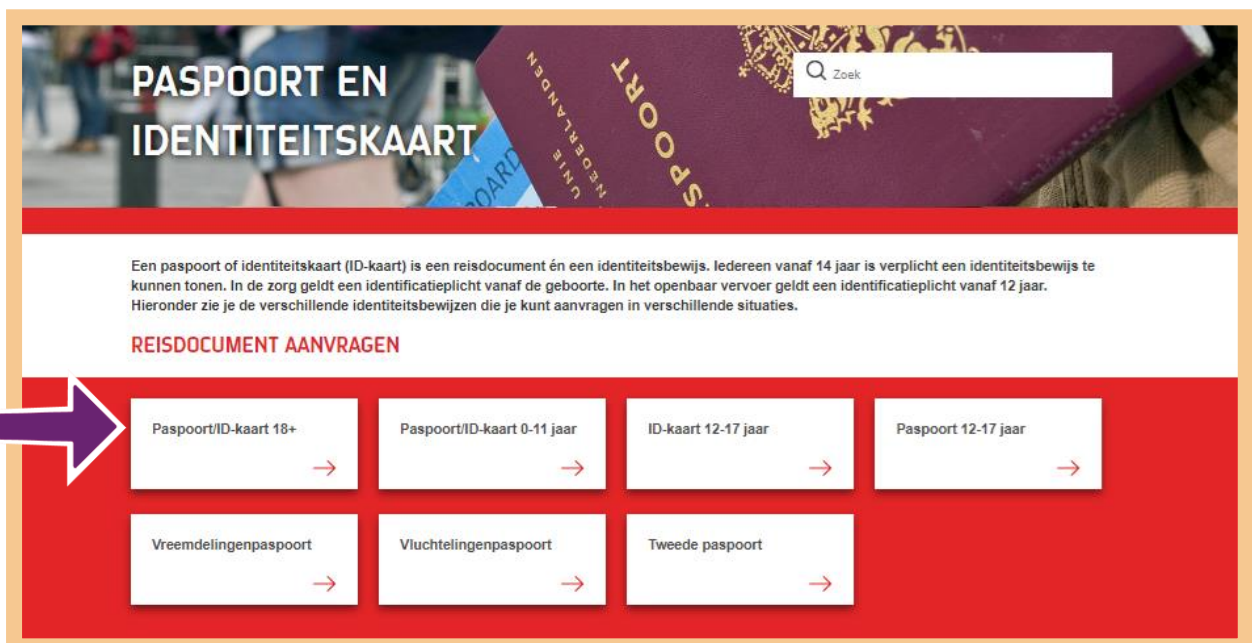 PASPOORT EN
IDENTITEITSKAART
Zoek
UNIE
NEDERLANDEN
SPOORT
OARD
Een paspoort of identiteitskaart (ID-kaart) is een reisdocument én een identiteitsbewijs. Iedereen vanaf 14 jaar is verplicht een identiteitsbewijs te
kunnen tonen. In de zorg geldt een identificatieplicht vanaf de geboorte. In het openbaar vervoer geldt een identificatieplicht vanaf 12 jaar.
Hieronder zie je de verschillende identiteitsbewijzen die je kunt aanvragen in verschillende situaties.
REISDOCUMENT AANVRAGEN
Paspoort/ID-kaart 18+
Paspoort/ID-kaart 0-11 jaar
ID-kaart 12-17 jaar
Paspoort 12-17 jaar
Vreemdelingenpaspoort
Vluchtelingenpaspoort
Tweede paspoort